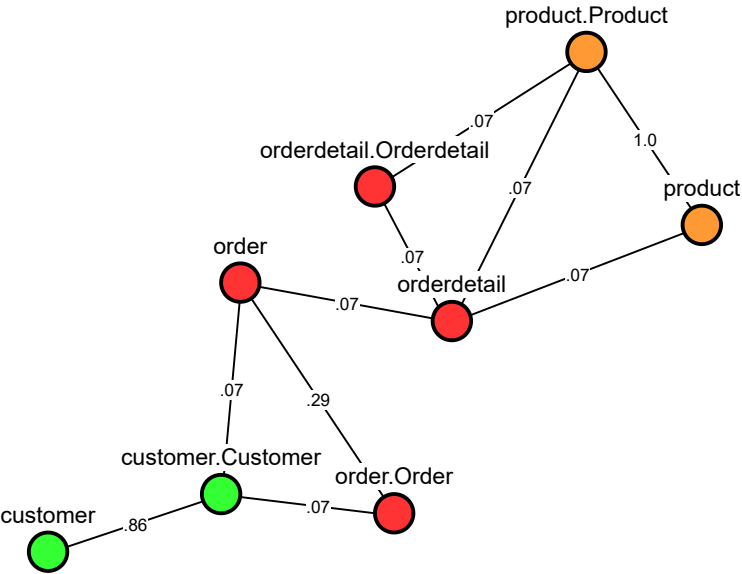 product.Product
.07
orderdetail.Orderdetail
1.0
.07
product
order
.07
orderdetail
.07
.07
.07
.29
customer.Customer
order.Order
.07
customer
.86